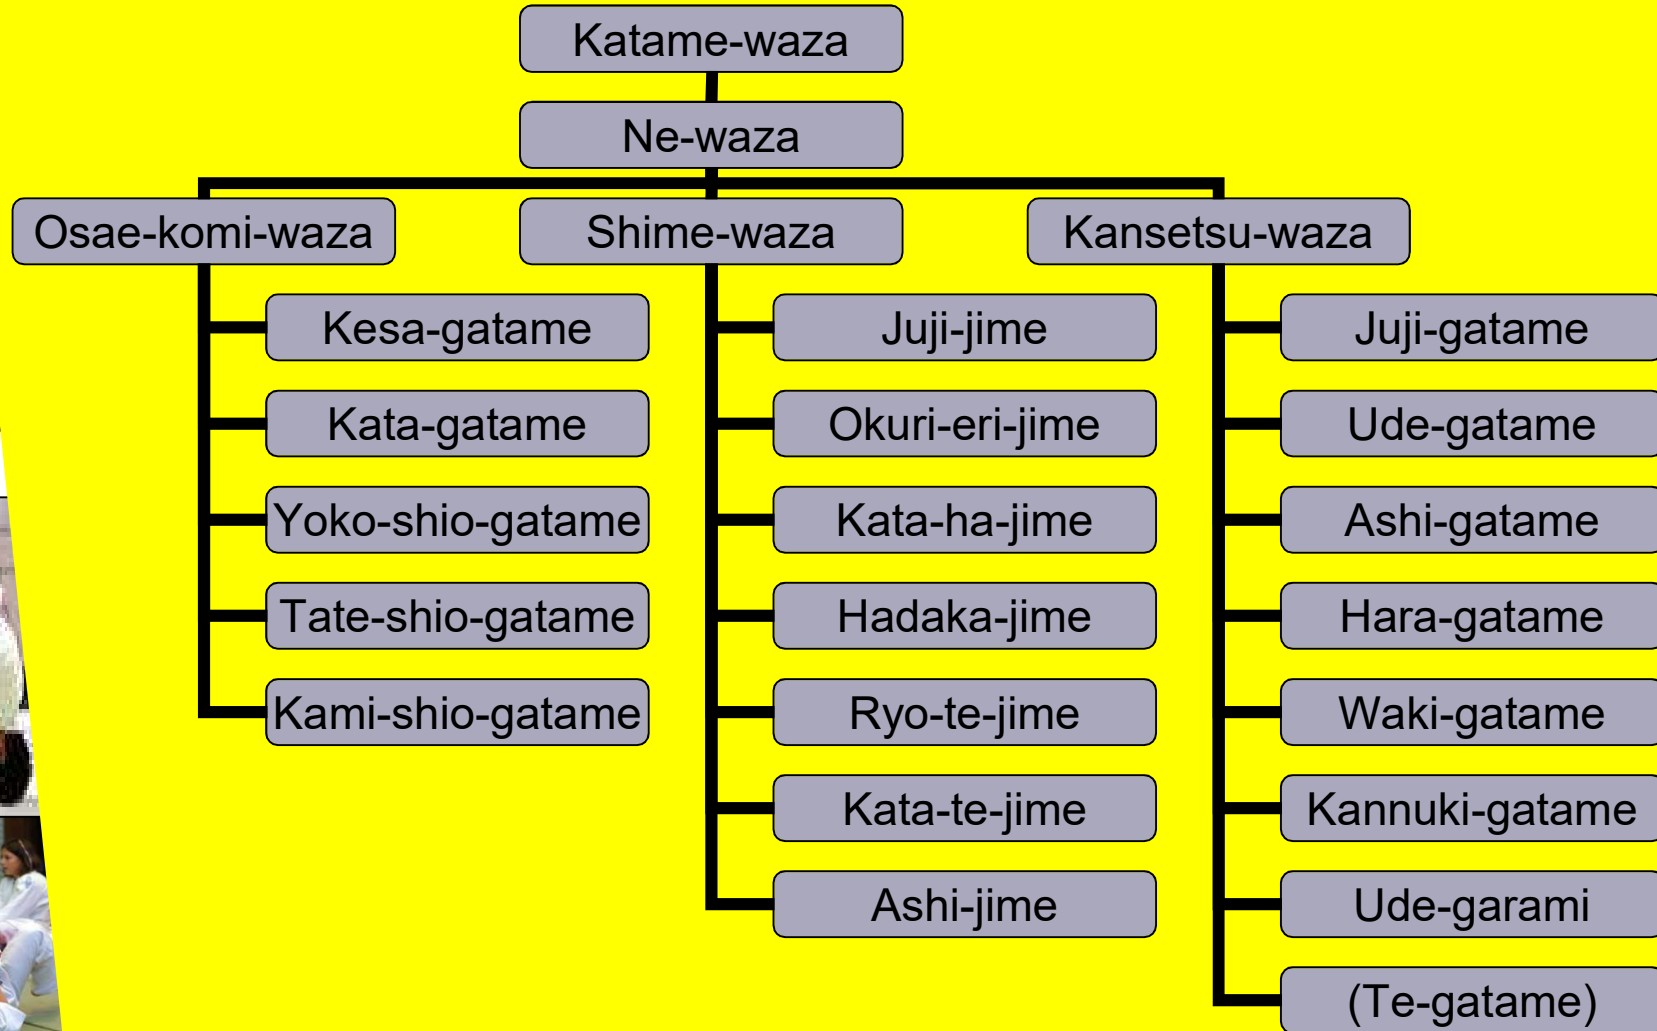 Katame-waza
Ne-waza
Osae-komi-waza
Shime-waza
Kansetsu-waza
Kesa-gatame
Kata-gatame
Yoko-shio-gatame
Tate-shio-gatame
Kami-shio-gatame
Juji-jime
Okuri-eri-jime
Kata-ha-jime
Hadaka-jime
Ryo-te-jime
Kata-te-jime
Ashi-jime
Juji-gatame
Ude-gatame
Ashi-gatame
Hara-gatame
Waki-gatame
Kannuki-gatame
Ude-garami
(Te-gatame)